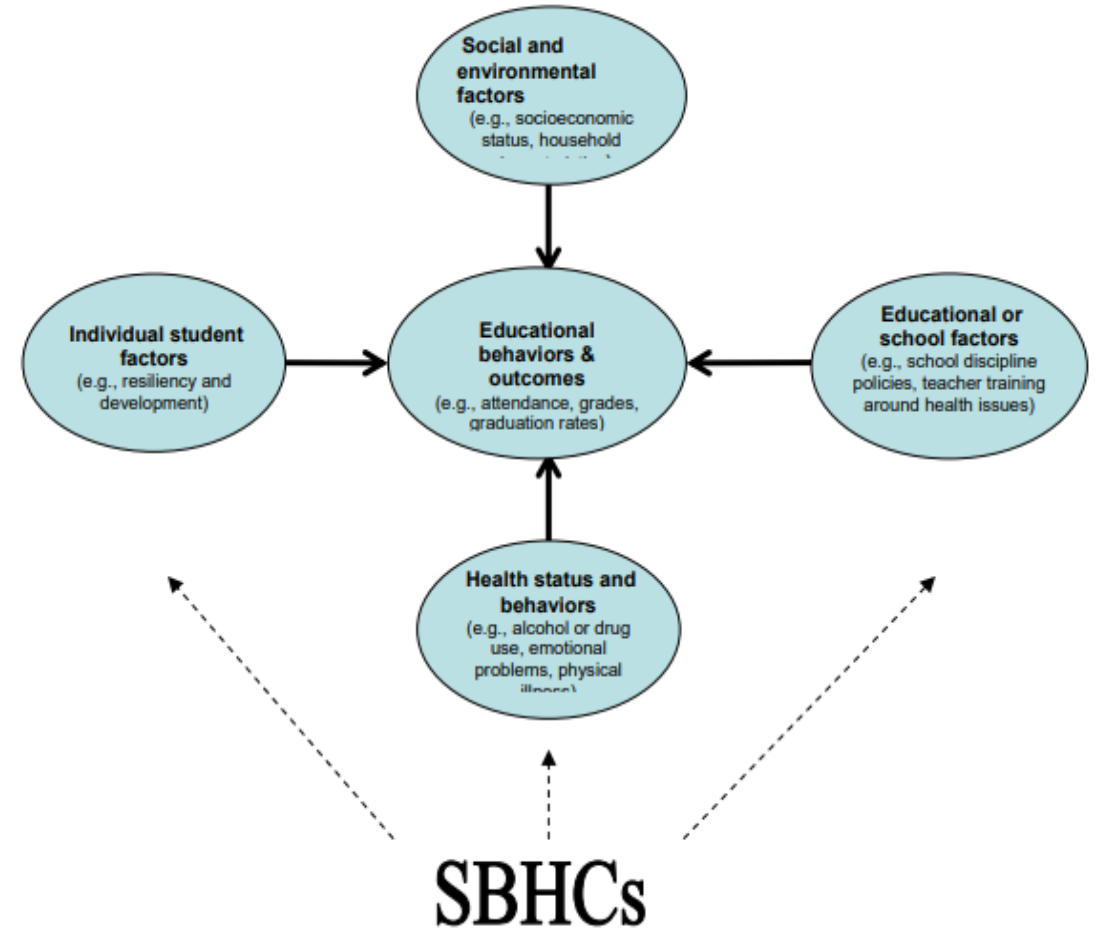 Social and
environmental
factors
(e.g., socioeconomic
status, household
Individual student
factors
(e.g., resiliency and
development)
Educational
behaviors &
outcomes
(e.g., attendance, grades,
graduation rates)
Educational or
school factors
(e.g., school discipline
policies, teacher training
around health issues)
Health status and
behaviors
(e.g., alcohol or drug
use, emotional
problems, physical
illness)
SBHCs